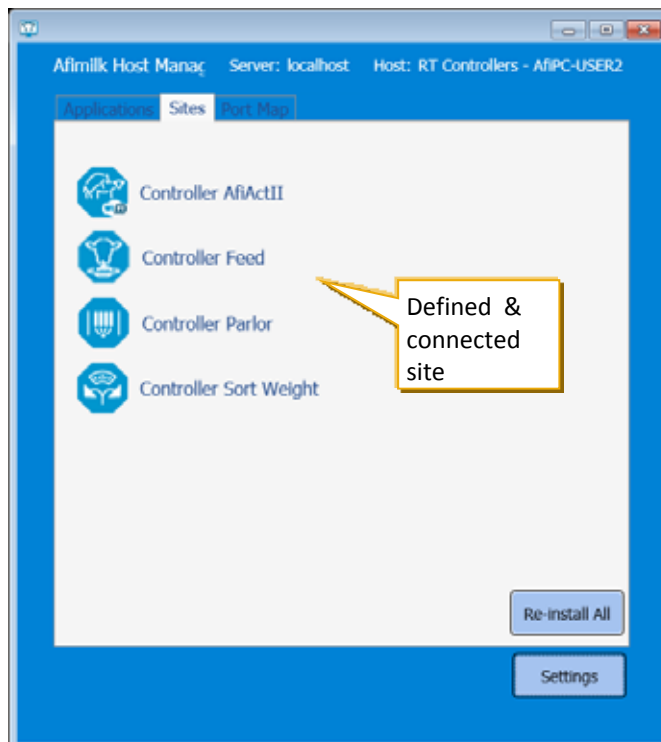 Afimilk Host Manag Server: localhost Host: RT Controllers - AfiPC-USER2
Applications Sites Port Map
Controller AfiActII
Controller Feed
Defined &
connected
site
Controller Parlor
Controller Sort Weight
Re-install All
Settings